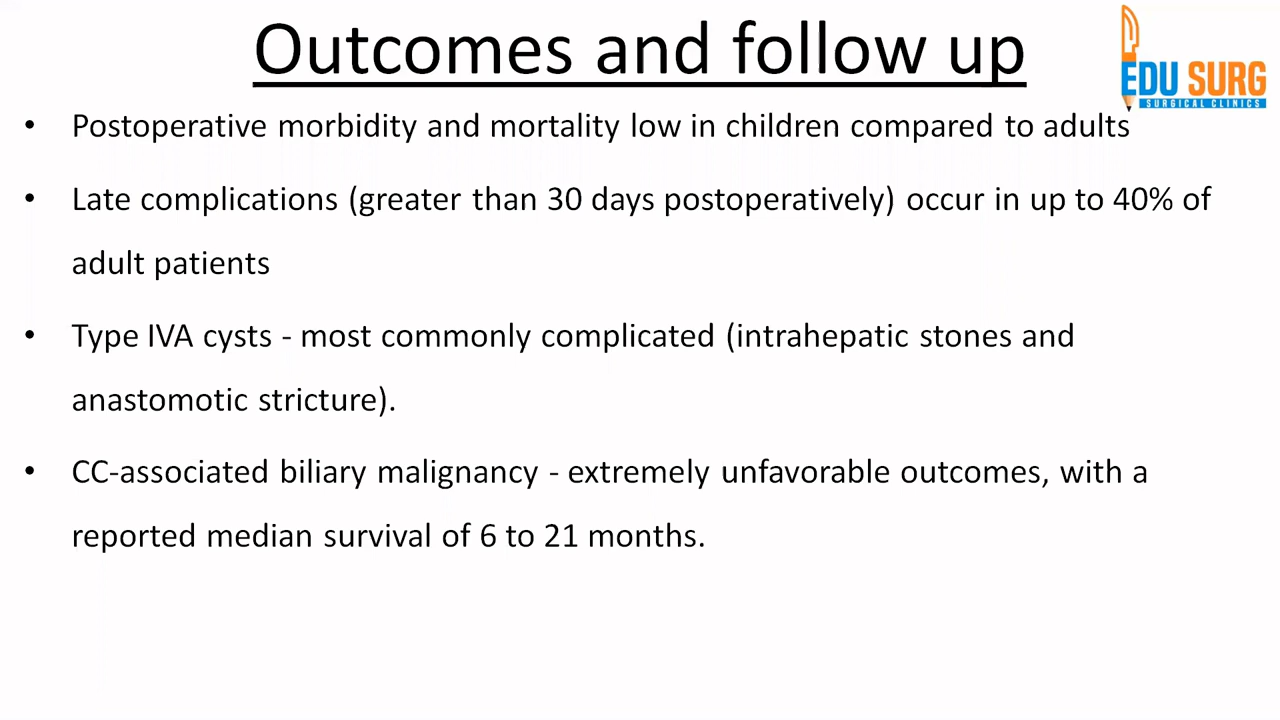 Outcomes and follow up
EDU SURG
SURGICAL CLINICS
• Postoperative morbidity and mortality low in children compared to adults
• Late complications (greater than 30 days postoperatively) occur in up to 40% of
adult patients
• Type IVA cysts - most commonly complicated (intrahepatic stones and
anastomotic stricture).
• CC-associated biliary malignancy - extremely unfavorable outcomes, with a
reported median survival of 6 to 21 months.